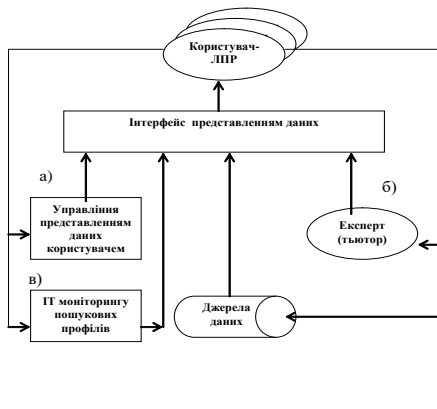 Користувач-
ЛПР
Інтерфейс представленням даних
а)
б)
Управління
представленням
даних
користувачем
Експерт
(тьютор)
в)
ІТ моніторингу
пошукових
профілів
Джерела
даних